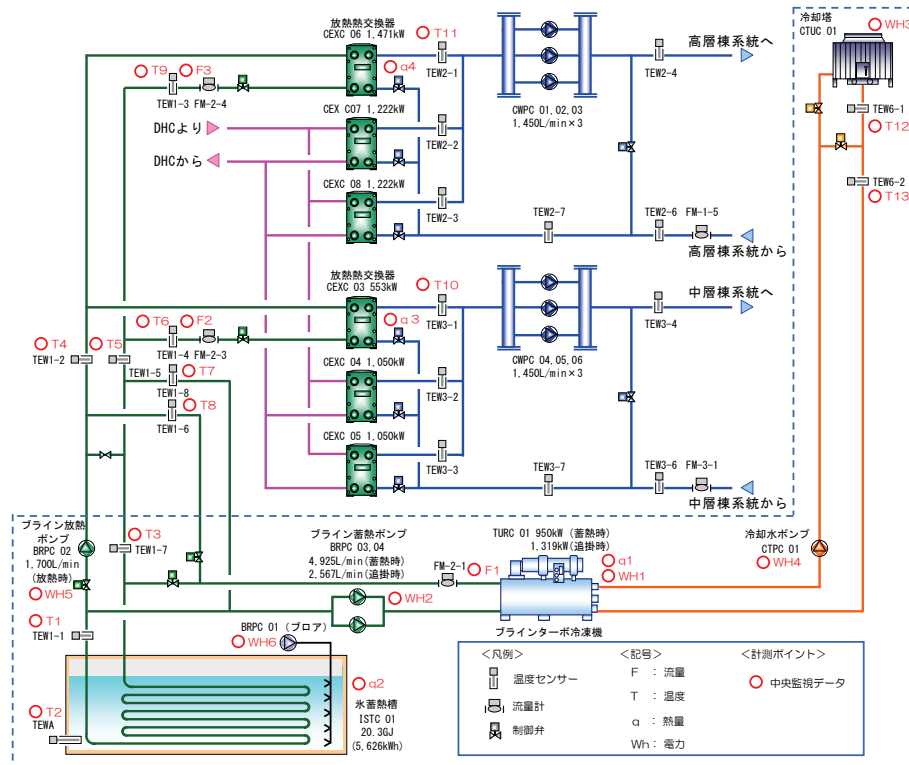 放熱熱交換器
CEXC 06 1,471kW
T11
TEW2-1
q4
T9
F3
TEW1-3
FM-2-4
DHCより
DHCから
CEX C07 1,222kW
TEW2-2
CEXC 08 1,222kW
TEW2-3
CWPC 01,02,03
1,450L/min×3
TEW2-4
高層棟系統へ
TEW2-7
TEW2-6
FM-1-5
高層棟系統から
冷却塔
CTUC 01
WH3
TEW6-1
T12
TEW6-2
T13
放熱熱交換器
CEXC 03 553kW
T10
TEW3-1
q3
T6
F2
TEW1-4
FM-2-3
T4
TEW1-2
T5
TEW1-5
T7
TEW1-8
T8
TEW1-6
CEXC 04 1,050kW
TEW3-2
CEXC 05 1,050kW
TEW3-3
CWPC 04,05,06
1,450L/min×3
TEW3-4
中層棟系統へ
TEW3-7
TEW3-6
FM-3-1
中層棟系統から
ブライン放熱
ポンプ
BRPC 02
1,700L/min
(放熱時)
WH5
T3
TEW1-7
T1
TEW1-1
ブライン蓄熱ポンプ
BRPC 03,04
4,925L/min(蓄熱時)
2,567L/min(追掛時)
WH2
FM-2-1
F1
TURC 01 950kW (蓄熱時)
1,319kW(追掛時)
q1
WH1
ブラインターボ冷凍機
冷却水ポンプ
CTPC 01
WH4
BRPC 01 (ブロア)
WH6
T2
TEWA
q2
氷蓄熱槽
ISTC 01
20.3GJ
(5,626kWh)
＜凡例＞
温度センサー
流量計
制御弁
＜記号＞
F : 流量
T : 温度
q : 熱量
Wh : 電力
＜計測ポイント＞
中央監視データ